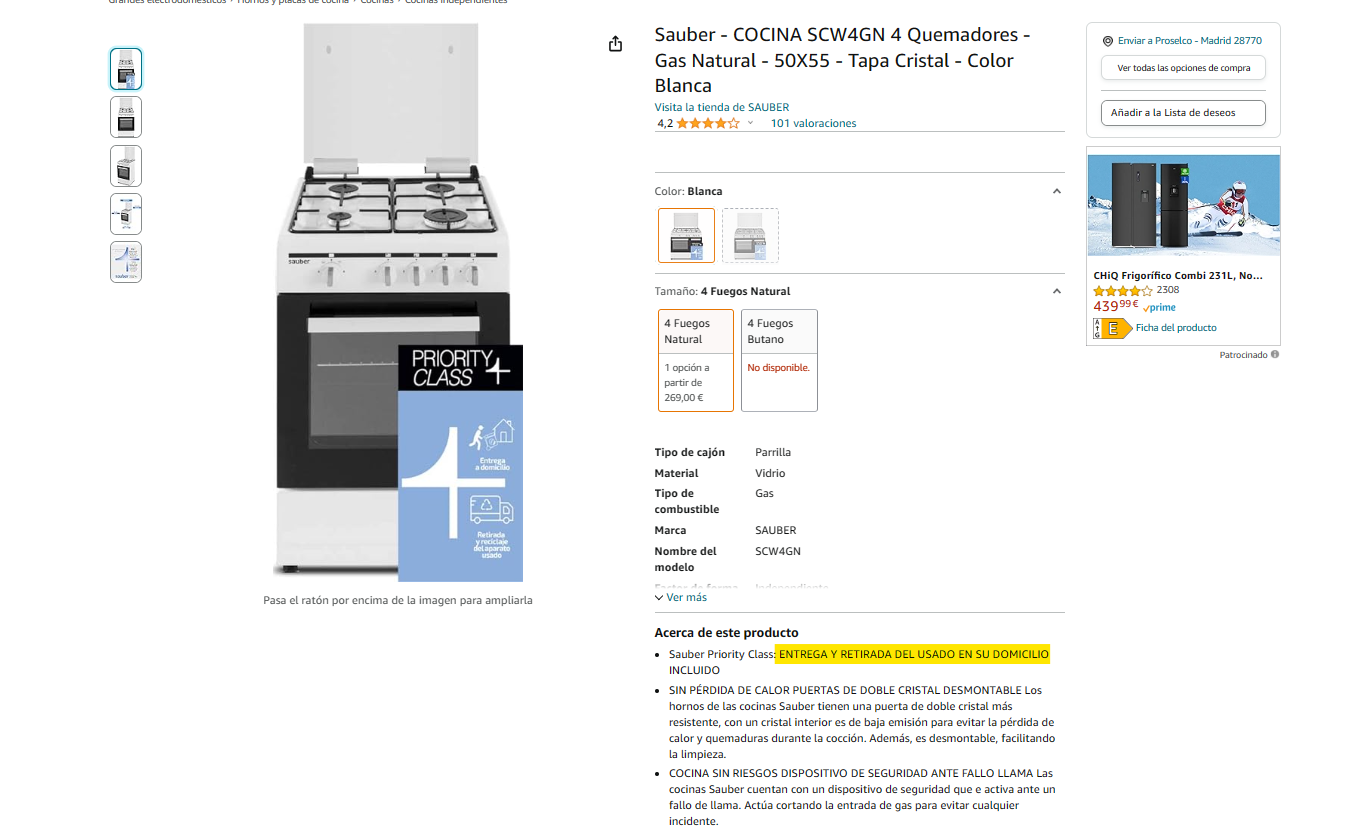 Grandes electrodomésticos › Hornos y placas de cocina › Cocinas › Cocinas independientes
sauber
PRIORITY
CLASS
Entrega
a domicilio
Retirada
y reciclaje
del aparato
usado
Pasa el ratón por encima de la imagen para ampliarla
Sauber - COCINA SCW4GN 4 Quemadores -
Gas Natural - 50X55 - Tapa Cristal - Color
Blanca
Visita la tienda de SAUBER
4,2 101 valoraciones
Color: Blanca
Tamaño: 4 Fuegos Natural
4 Fuegos
Natural
1 opción a
partir de
269,00 €
4 Fuegos
Butano
No disponible.
Tipo de cajón Parrilla
Material Vidrio
Tipo de
combustible
Gas
Marca SAUBER
Nombre del
modelo
SCW4GN
Factor de forma Independiente
Ver más
Acerca de este producto
Sauber Priority Class: ENTREGA Y RETIRADA DEL USADO EN SU DOMICILIO
INCLUIDO
SIN PÉRDIDA DE CALOR PUERTAS DE DOBLE CRISTAL DESMONTABLE Los
hornos de las cocinas Sauber tienen una puerta de doble cristal más
resistente, con un cristal interior es de baja emisión para evitar la pérdida de
calor y quemaduras durante la cocción. Además, es desmontable, facilitando
la limpieza.
COCINA SIN RIESGOS DISPOSITIVO DE SEGURIDAD ANTE FALLO LLAMA Las
cocinas Sauber cuentan con un dispositivo de seguridad que e activa ante un
fallo de llama. Actúa cortando la entrada de gas para evitar cualquier
incidente.
Enviar a Proselco - Madrid 28770
Ver todas las opciones de compra
Añadir a la Lista de deseos
CHiQ Frigorífico Combi 231L, No...
2308
439,99 € prime
A
G
E
Ficha del producto
Patrocinado